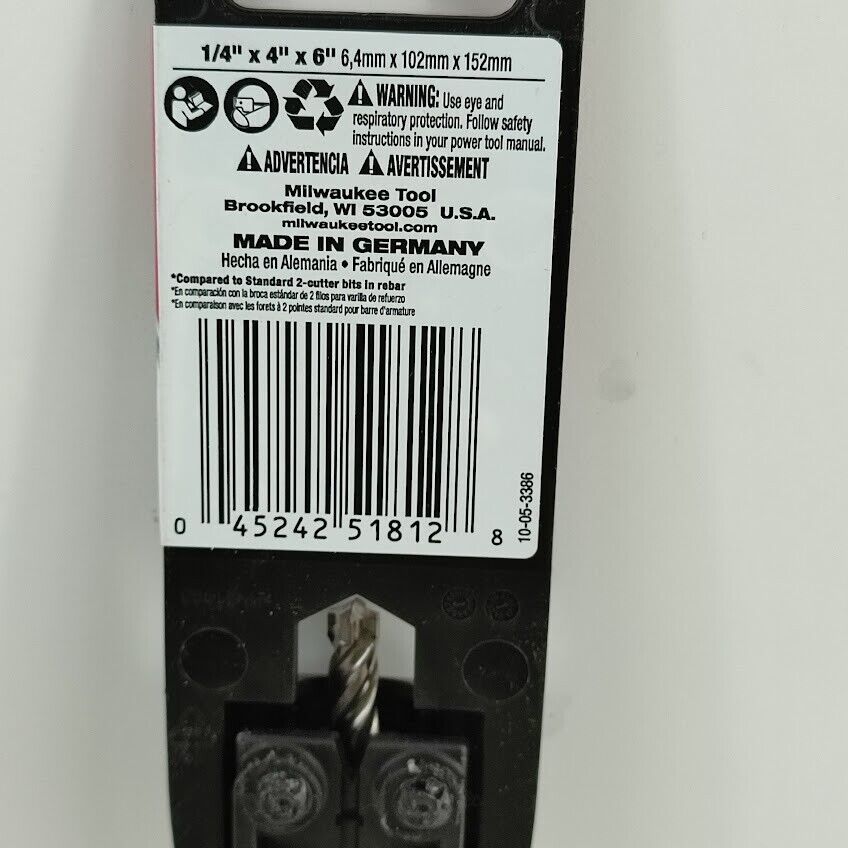 1/4" x 4" x 6" 6,4mm x 102mm x 152mm
WARNING: Use eye and
respiratory protection. Follow safety
instructions in your power tool manual.
ADVERTENCIA AVERTISSEMENT
Milwaukee Tool
Brookfield, WI 53005 U.S.A.
milwaukeetool.com
MADE IN GERMANY
Hecha en Alemania • Fabriqué en Allemagne
*Compared to Standard 2-cutter bits in rebar
*En comparación con la broca estándar de 2 filos para varilla de refuerzo
*En comparaison avec les forets à 2 pointes standard pour barre d'armature
0 45242 51812 8
10-05-3386